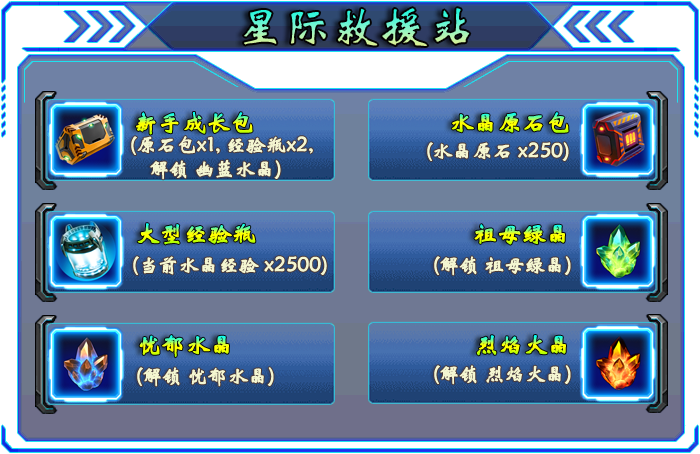 星际救援站
新手成长包
(原石包x1, 经验瓶x2,
解锁 幽蓝水晶)
水晶原石包
(水晶原石 x250)
大型经验瓶
(当前水晶经验 x2500)
祖母緑晶
(解锁 祖母緑晶)
忧郁水晶
(解锁 忧郁水晶)
烈焰火晶
(解锁 烈焰火晶)